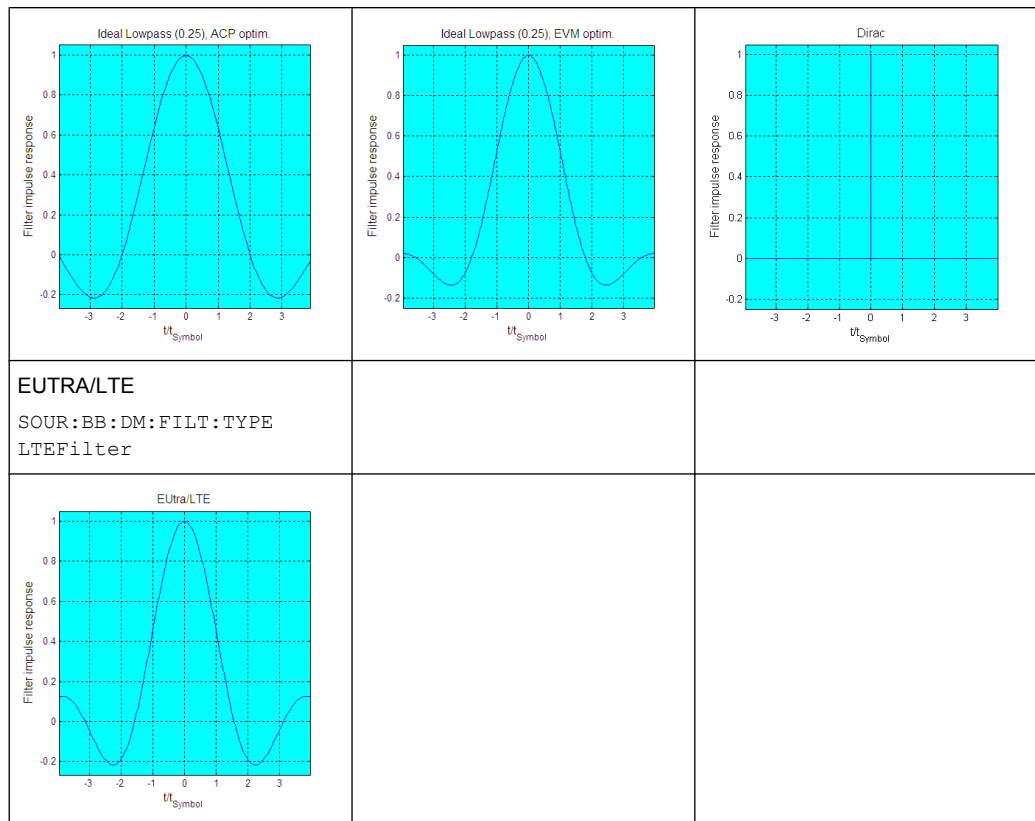 Ideal Lowpass (0.25), ACP optim.
1
0.8
0.6
0.4
0.2
0
-0.2
-3 -2 -1 0 1 2 3
Filter impulse response
t/tSymbol
Ideal Lowpass (0.25), EVM optim.
1
0.8
0.6
0.4
0.2
0
-0.2
-3 -2 -1 0 1 2 3
Filter impulse response
t/tSymbol
Dirac
1
0.8
0.6
0.4
0.2
0
-0.2
-3 -2 -1 0 1 2 3
Filter impulse response
t/tSymbol
EUTRA/LTE
SOUR:BB:DM:FILT:TYPE
LTEFilter
EUtra/LTE
1
0.8
0.6
0.4
0.2
0
-0.2
-3 -2 -1 0 1 2 3
Filter impulse response
t/tSymbol